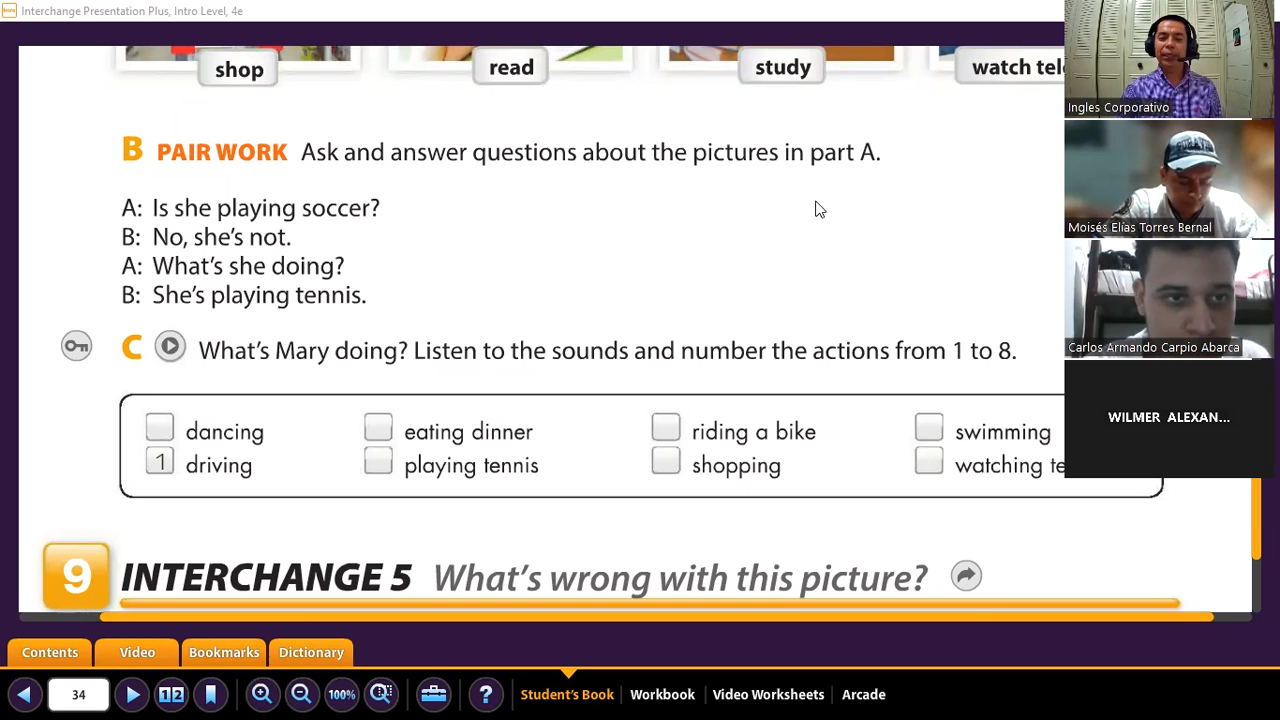 Interchange Presentation Plus, Intro Level, 4e
shop
read
study
watch tel
B PAIR WORK Ask and answer questions about the pictures in part A.
A: Is she playing soccer?
B: No, she's not.
A: What's she doing?
B: She's playing tennis.
C What's Mary doing? Listen to the sounds and number the actions from 1 to 8.
dancing eating dinner riding a bike swimming
1 driving playing tennis shopping watching te
9 INTERCHANGE 5 What's wrong with this picture?
Ingles Corporativo
Moisés Elías Torres Bernal
Carlos Armando Carpio Abarca
WILMER ALEXAN...
Contents Video Bookmarks Dictionary
34 1 2 100% ? Student's Book Workbook Video Worksheets Arcade